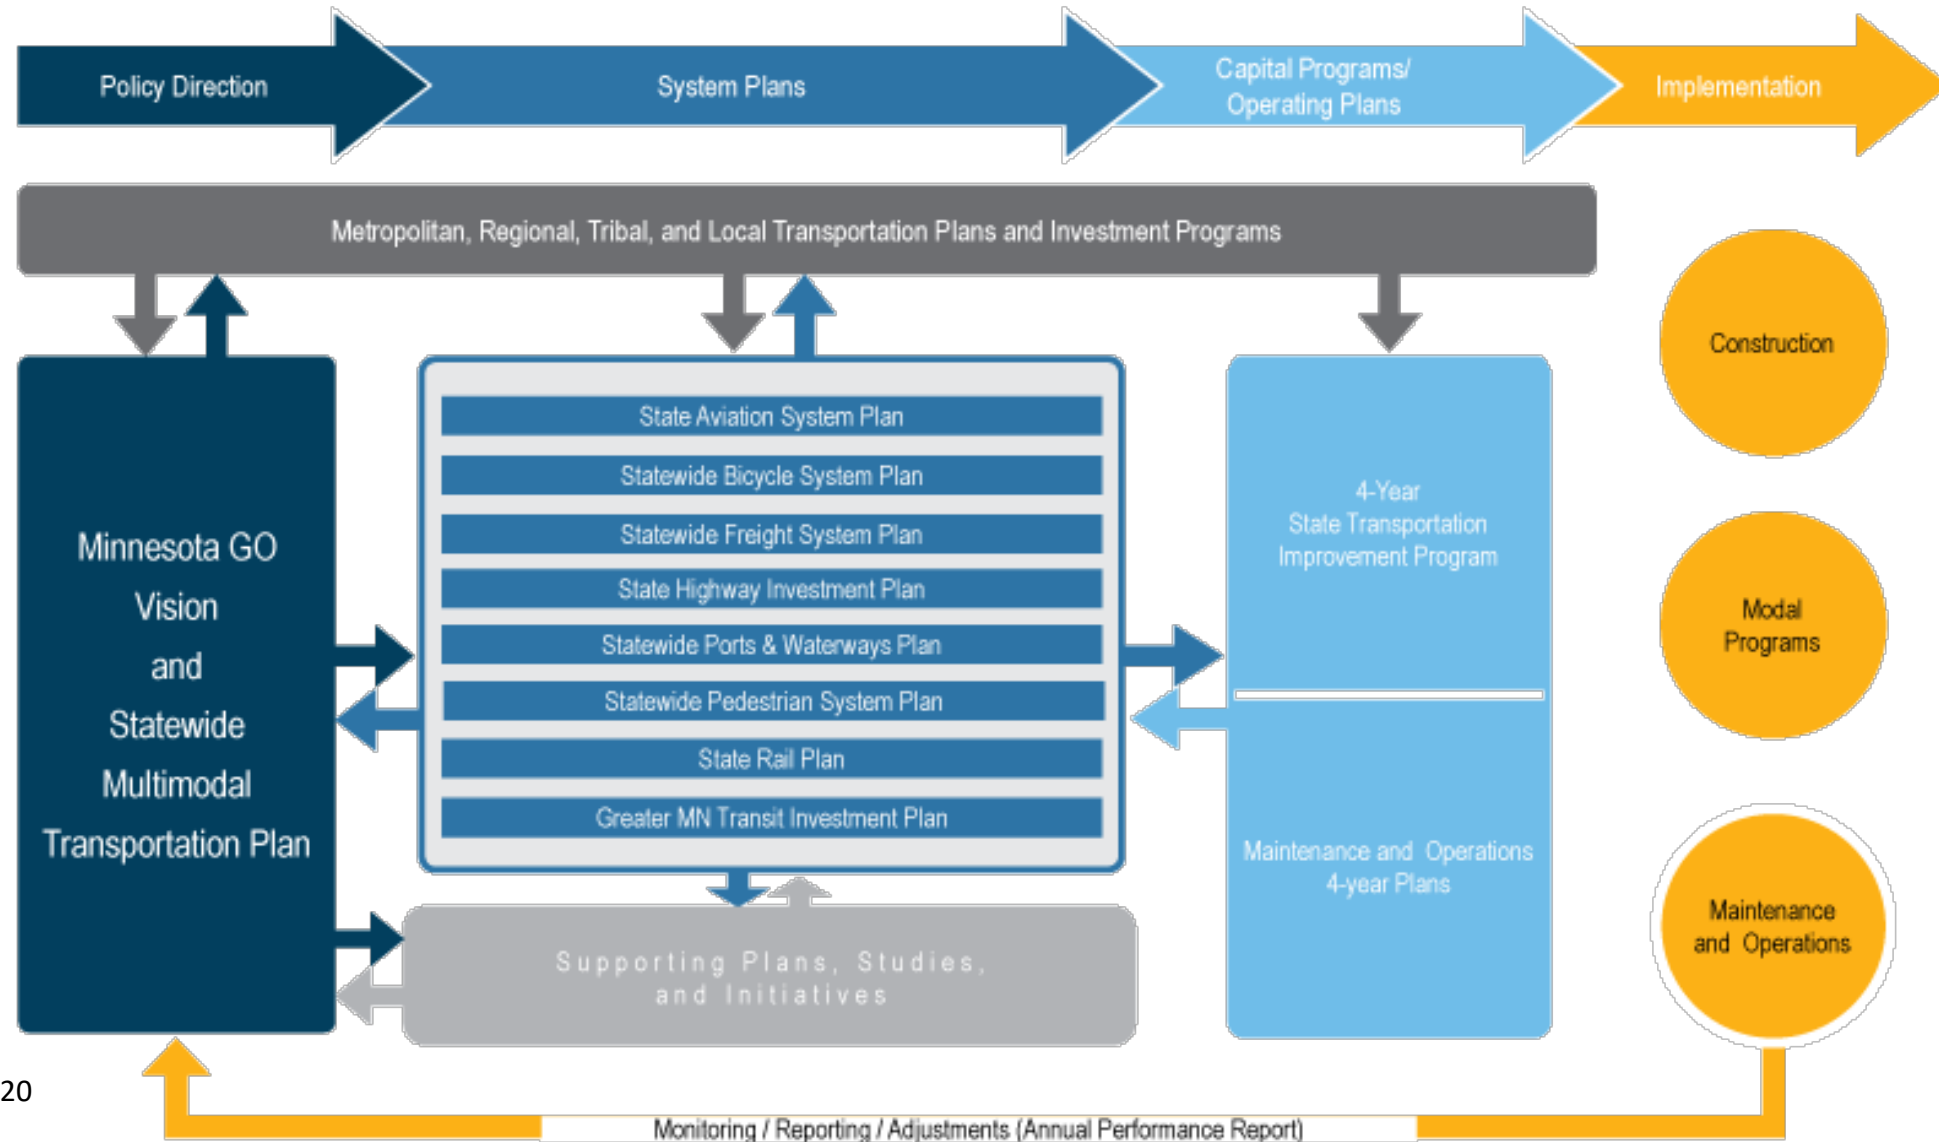 Policy Direction
System Plans
Capital Programs/
Operating Plans
Implementation
Metropolitan, Regional, Tribal, and Local Transportation Plans and Investment Programs
Minnesota GO
Vision
and
Statewide
Multimodal
Transportation Plan
State Aviation System Plan
Statewide Bicycle System Plan
Statewide Freight System Plan
State Highway Investment Plan
Statewide Ports & Waterways Plan
Statewide Pedestrian System Plan
State Rail Plan
Greater MN Transit Investment Plan
Supporting Plans, Studies,
and Initiatives
4-Year
State Transportation
Improvement Program
Maintenance and Operations
4-year Plans
Construction
Modal
Programs
Maintenance
and Operations
20
Monitoring / Reporting / Adjustments (Annual Performance Report)